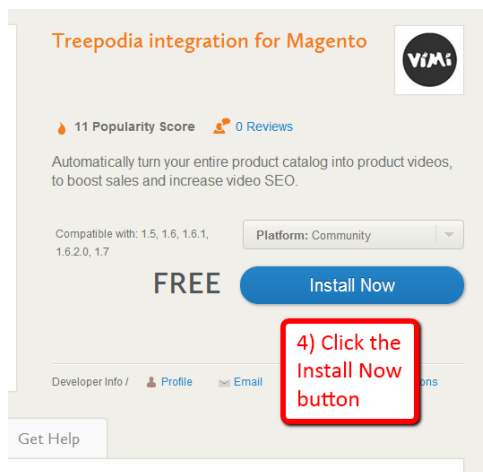 Treepodia integration for Magento
ViMi
11 Popularity Score 0 Reviews
Automatically turn your entire product catalog into product videos,
to boost sales and increase video SEO.
Compatible with: 1.5, 1.6, 1.6.1,
1.6.2.0, 1.7
Platform: Community
FREE Install Now
4) Click the
Install Now
button
Developer Info / Profile Email
Get Help